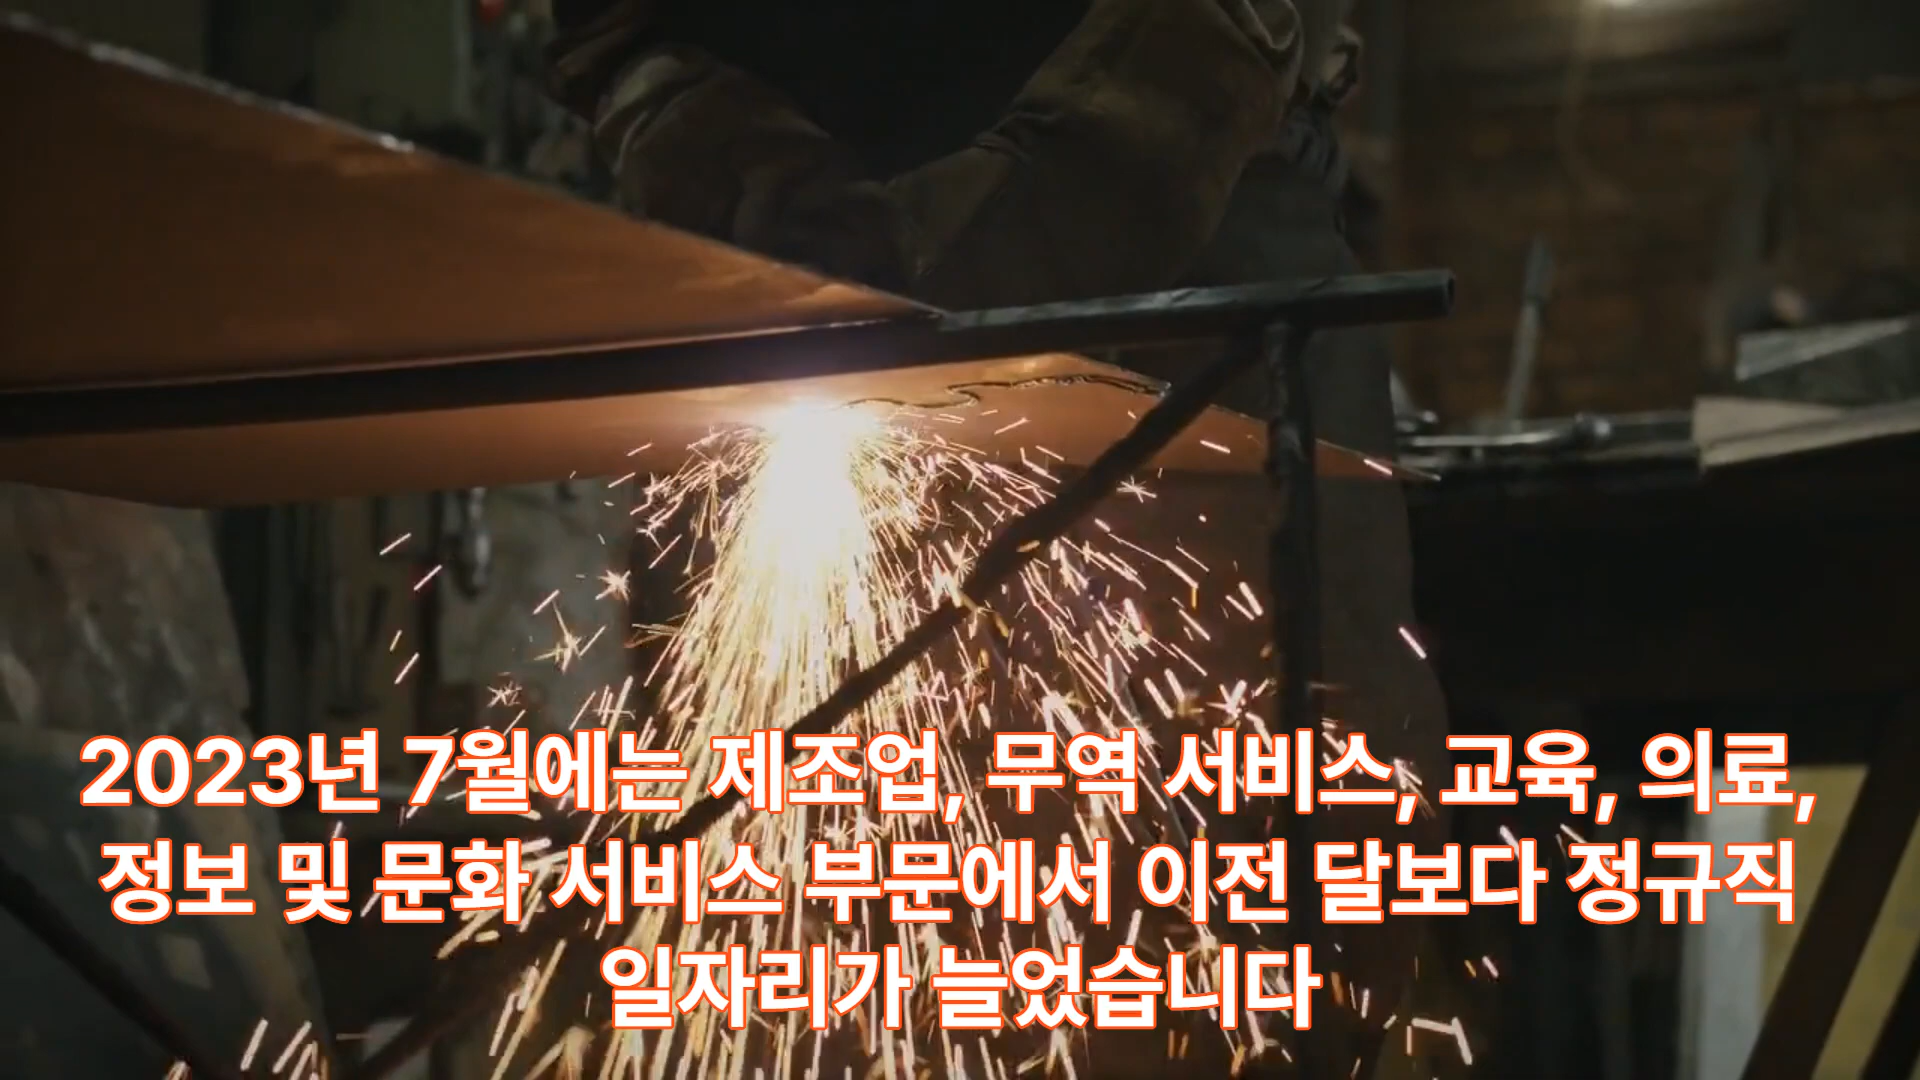 2023년 7월에는 제조업, 무역 서비스, 교육, 의료,
정보 및 문화 서비스 부문에서 이전 달보다 정규직
일자리가 늘었습니다